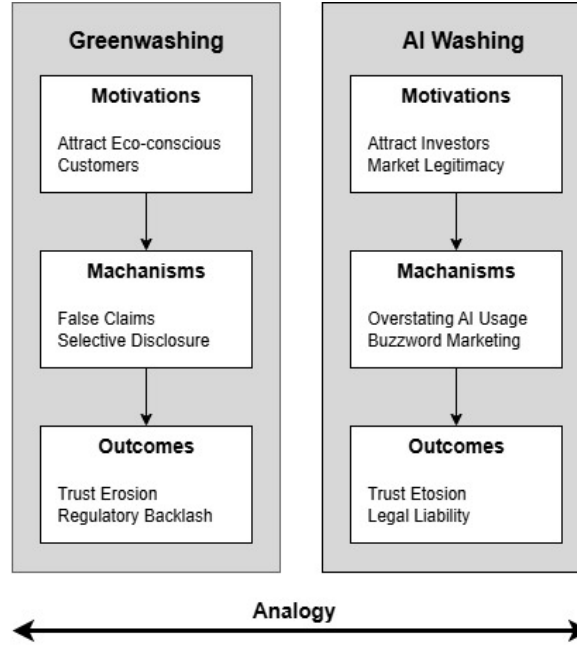 Greenwashing
Motivations
Attract Eco-conscious
Customers
Machanisms
False Claims
Selective Disclosure
Outcomes
Trust Erosion
Regulatory Backlash
AI Washing
Motivations
Attract Investors
Market Legitimacy
Machanisms
Overstating AI Usage
Buzzword Marketing
Outcomes
Trust Etosion
Legal Liability
Analogy